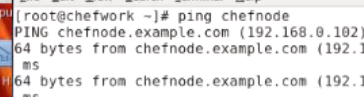 [root@chefwork ~]# ping chefnode
PING chefnode.example.com (192.168.0.102)
64 bytes from chefnode.example.com (192.1
ms
64 bytes from chefnode.example.com (192.1